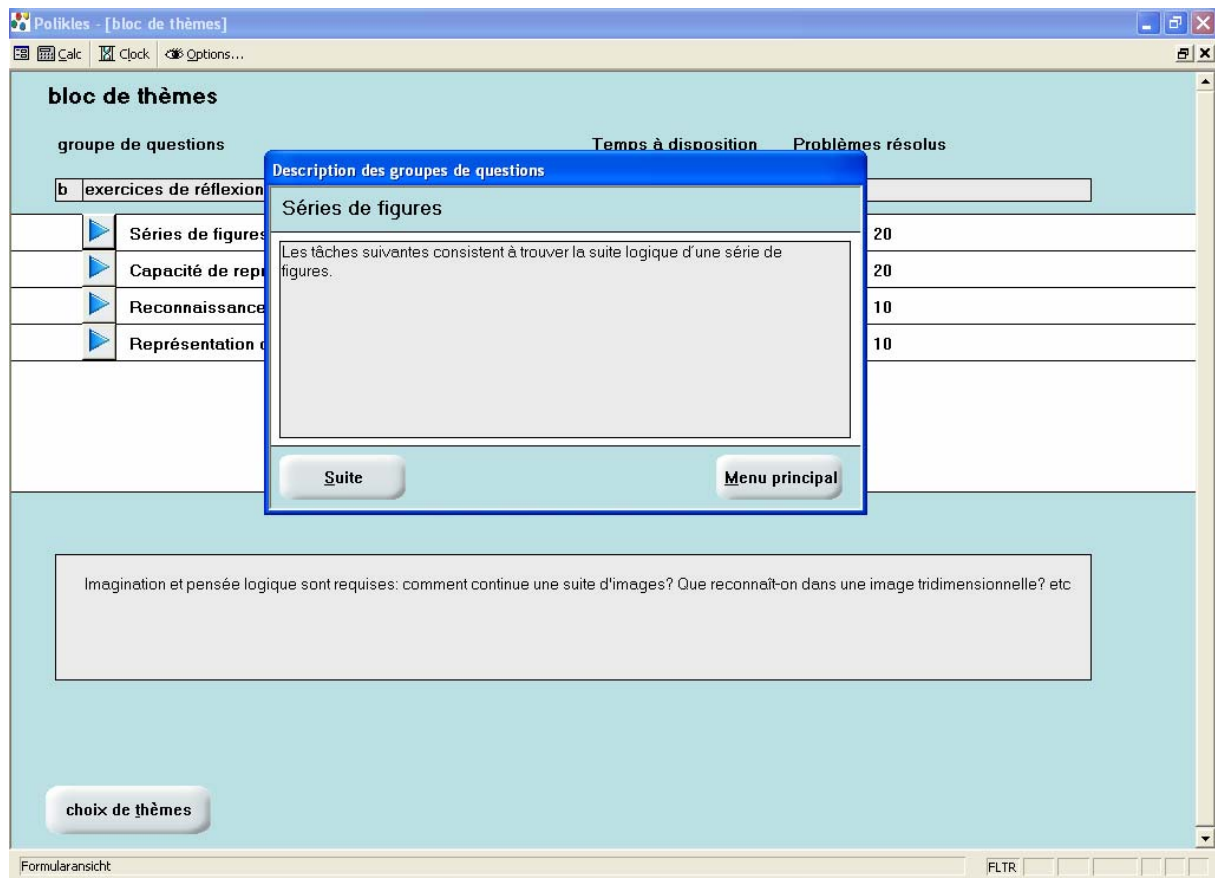 Polikles - [bloc de thèmes]
Calc Clock Options...
bloc de thèmes
groupe de questions Temps à disposition Problèmes résolus
b exercices de réflexion
Description des groupes de questions
Séries de figures
Les tâches suivantes consistent à trouver la suite logique d'une série de
figures.
Suite Menu principal
Séries de figures 20
Capacité de 20
Reconnaissance 10
Représentation 10
Imagination et pensée logique sont requises: comment continue une suite d'images? Que reconnaît-on dans une image tridimensionnelle? etc
choix de thèmes
Formularansicht FLTR